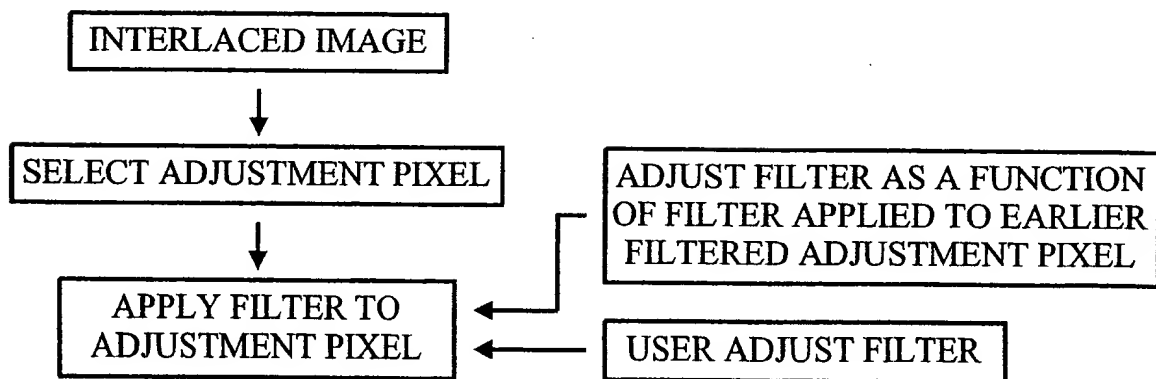 INTERLACED IMAGE
SELECT ADJUSTMENT PIXEL
APPLY FILTER TO
ADJUSTMENT PIXEL
ADJUST FILTER AS A FUNCTION
OF FILTER APPLIED TO EARLIER
FILTERED ADJUSTMENT PIXEL
USER ADJUST FILTER